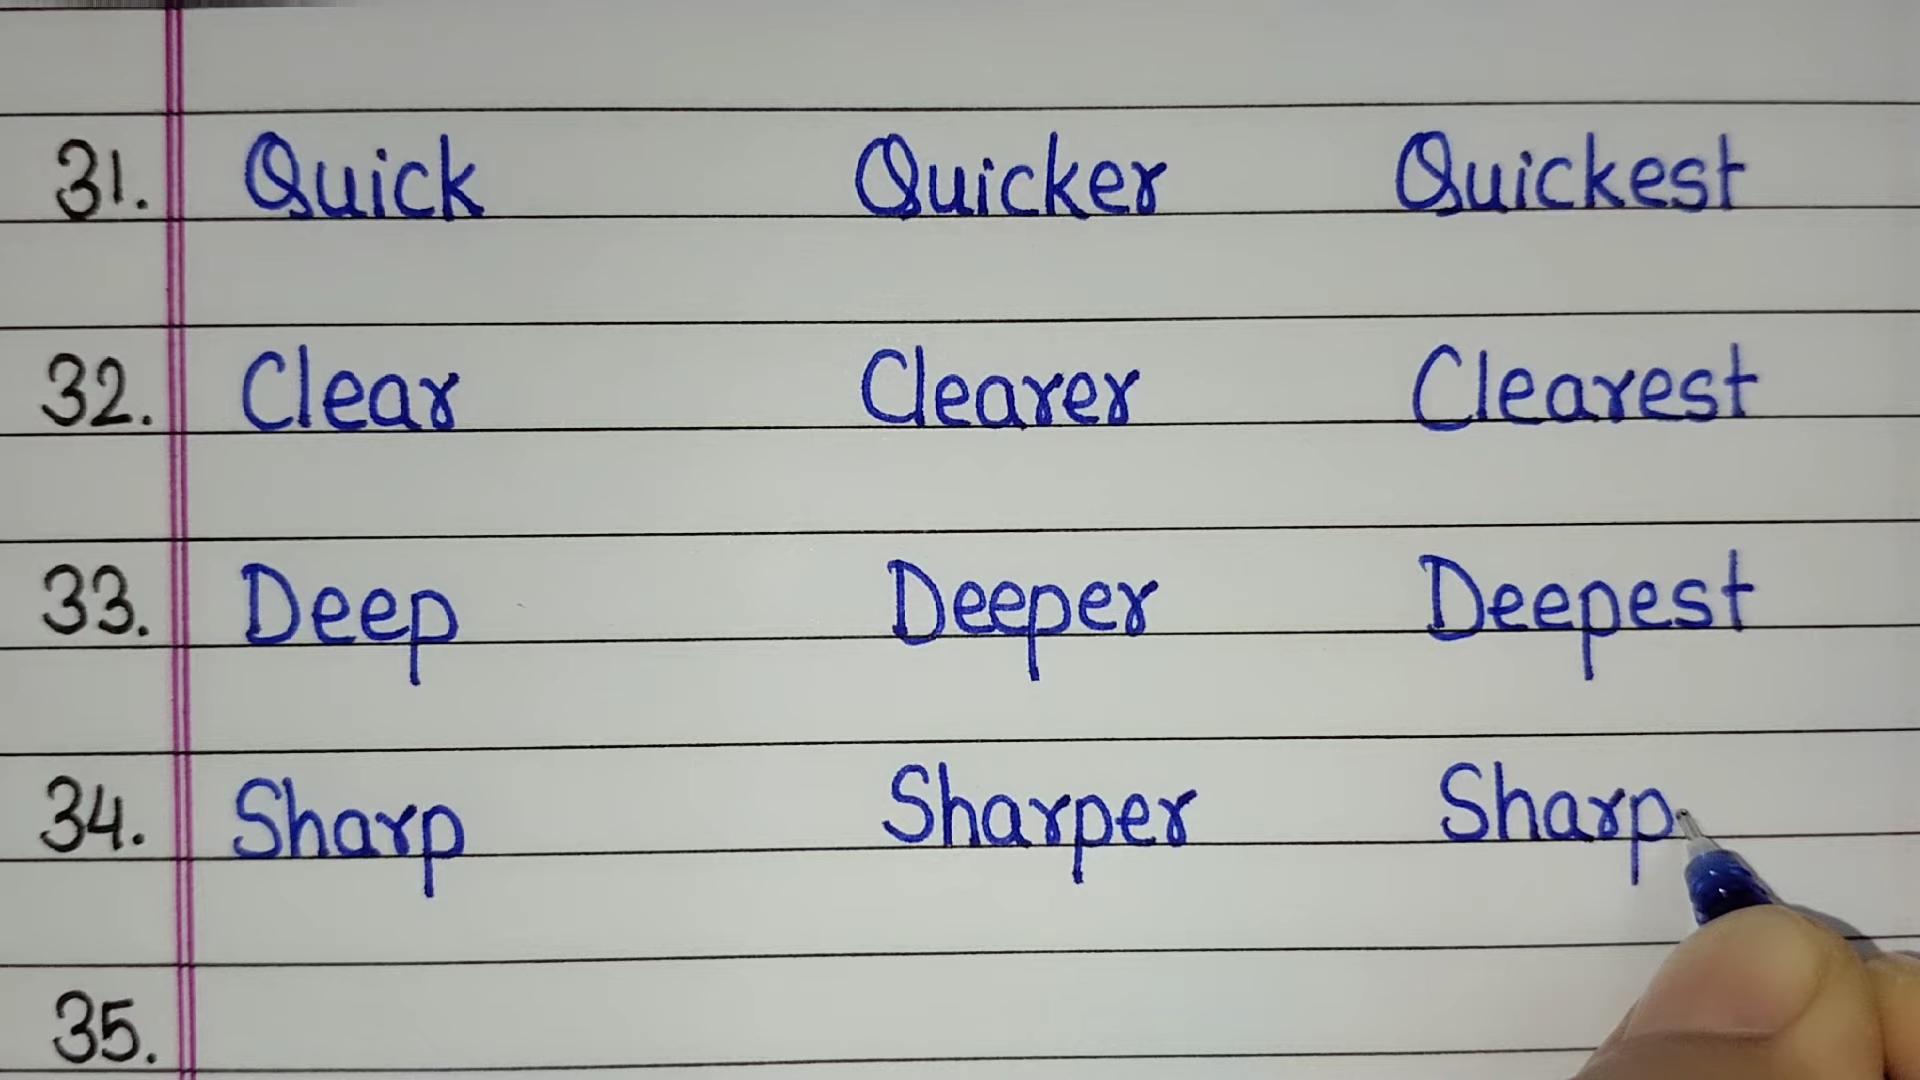 31. Quick Quicker Quickest
32. Clear Clearer Clearest
33. Deep Deeper Deepest
34. Sharp Sharper Sharp
35.